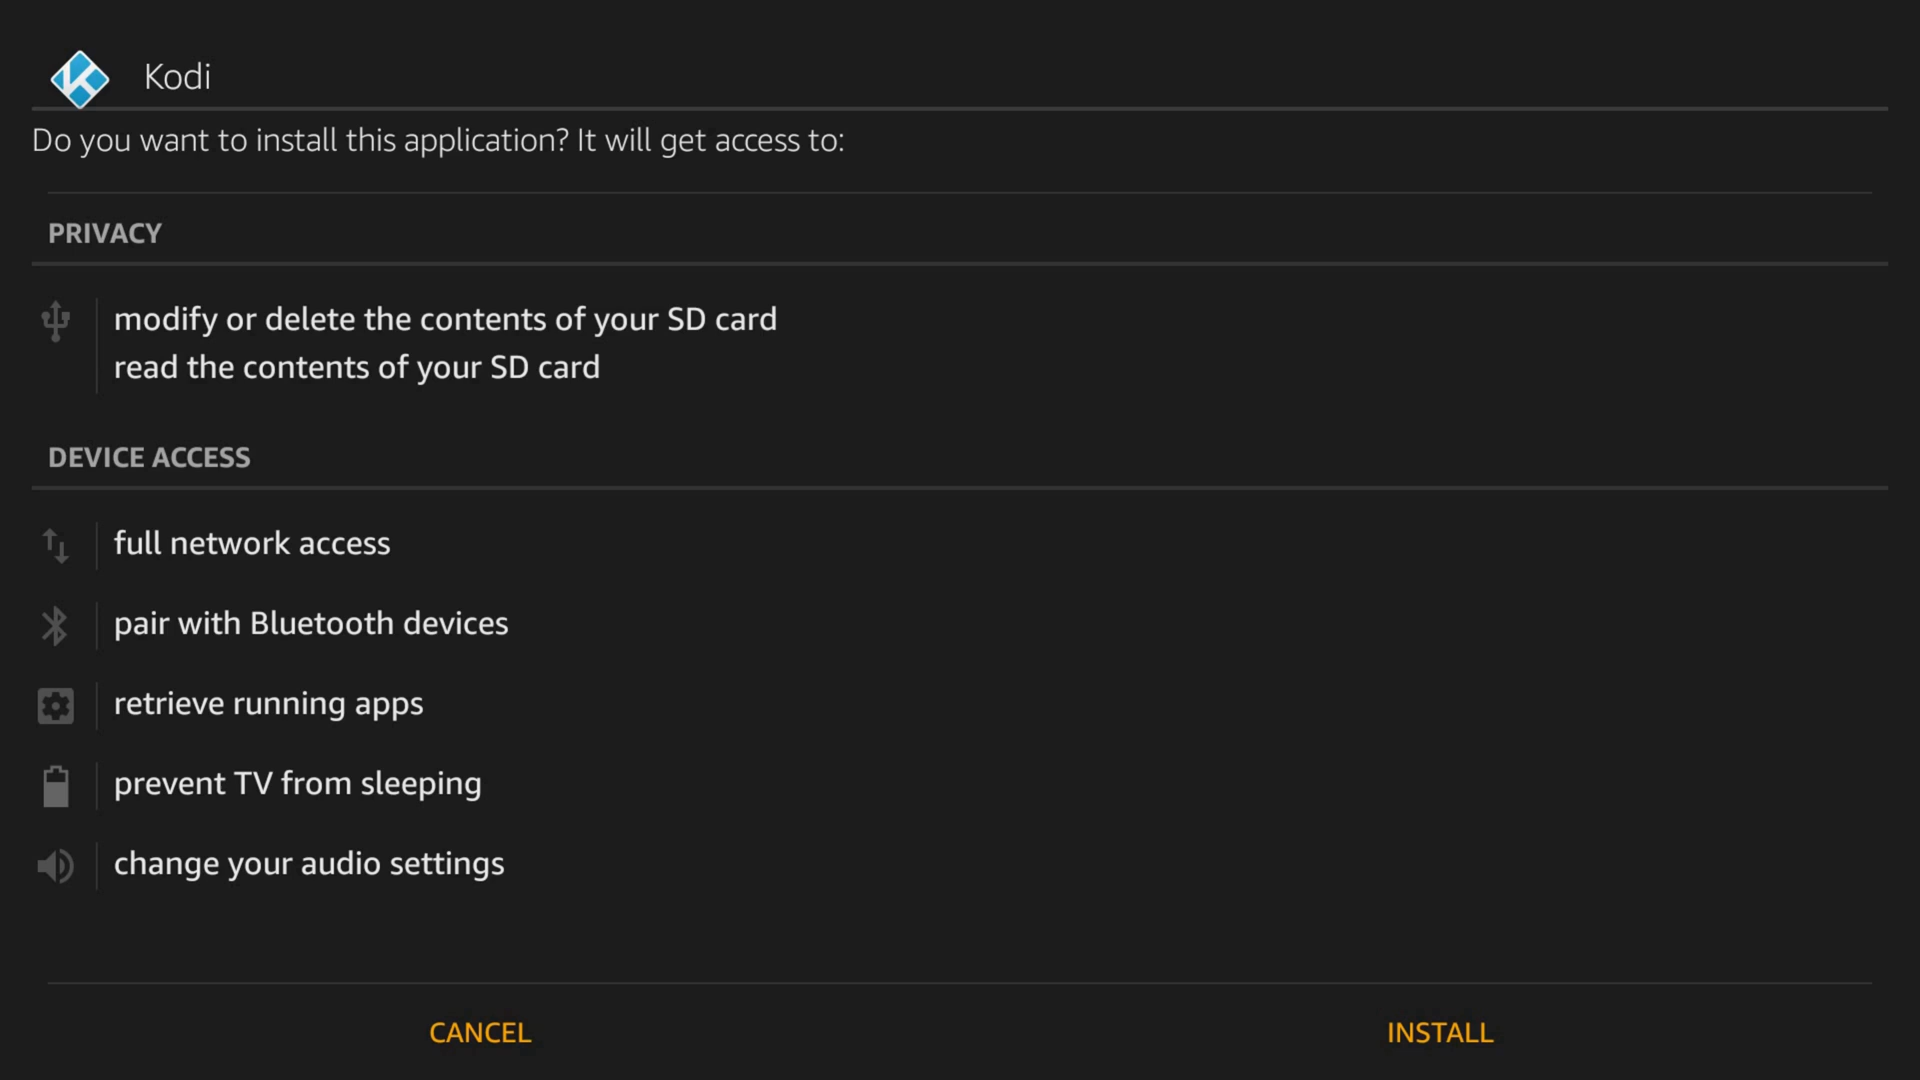 Kodi
Do you want to install this application? It will get access to:
PRIVACY
modify or delete the contents of your SD card
read the contents of your SD card
DEVICE ACCESS
full network access
pair with Bluetooth devices
retrieve running apps
prevent TV from sleeping
change your audio settings
CANCEL
INSTALL